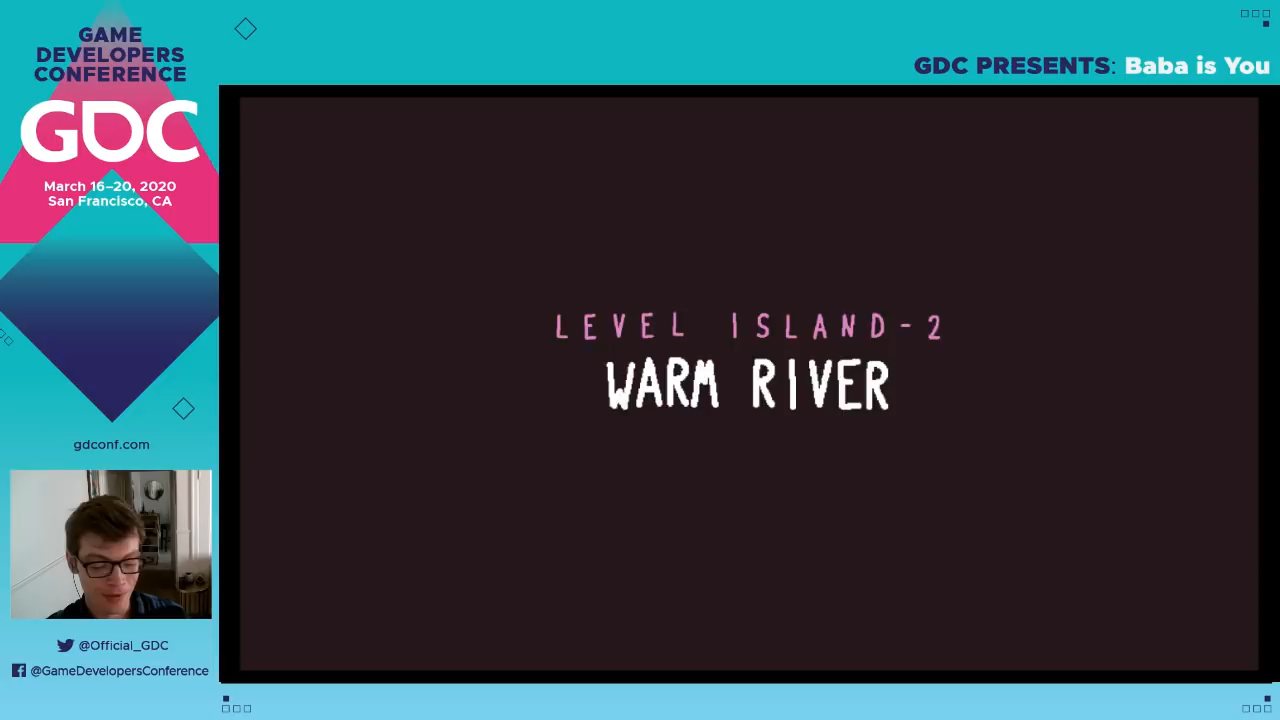 GAME
DEVELOPERS
CONFERENCE
GDC
March 16–20, 2020
San Francisco, CA
gdconf.com
@Official_GDC
@GameDevelopersConference
GDC PRESENTS: Baba is You
LEVEL ISLAND-2
WARM RIVER